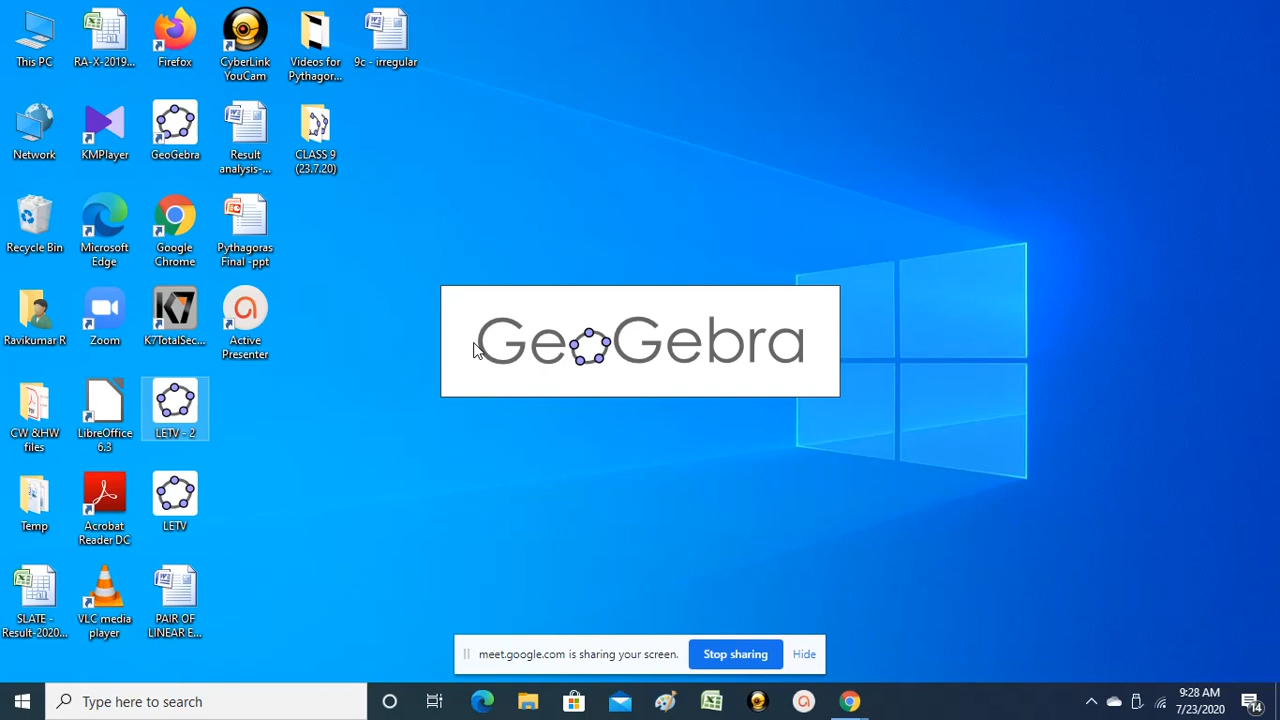 This PC
RA-X-2019...
Firefox
CyberLink
YouCam
Videos for
Pythagor...
9c - irregular
Network
KMPlayer
GeoGebra
Result
analysis-...
CLASS 9
(23.7.20)
Recycle Bin
Microsoft
Edge
Google
Chrome
Pythagoras
Final -ppt
Ravikumar R
Zoom
K7TotalSec...
Active
Presenter
GeoGebra
CW &HW
files
LibreOffice
6.3
LETV - 2
Temp
Acrobat
Reader DC
LETV
SLATE -
Result-2020...
VLC media
player
PAIR OF
LINEAR E...
meet.google.com is sharing your screen.
Stop sharing
Hide
Type here to search
9:28 AM
7/23/2020
14